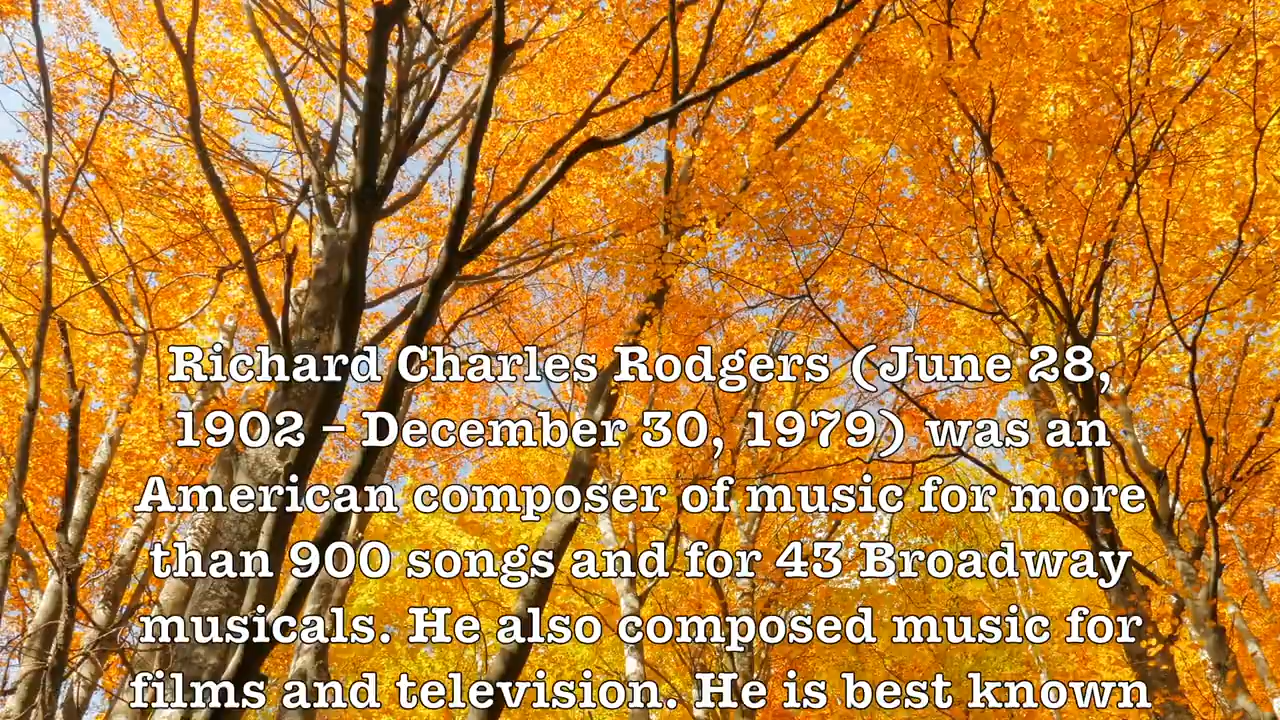 Richard Charles Rodgers (June 28,
1902 – December 30, 1979) was an
American composer of music for more
than 900 songs and for 43 Broadway
musicals. He also composed music for
films and television. He is best known